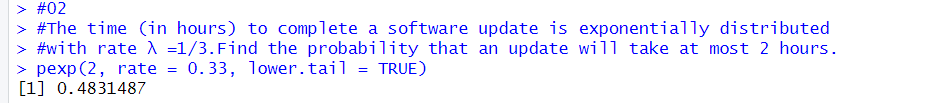 > #02
> #The time (in hours) to complete a software update is exponentially distributed
> #with rate λ =1/3.Find the probability that an update will take at most 2 hours.
> pexp(2, rate = 0.33, lower.tail = TRUE)
[1] 0.4831487